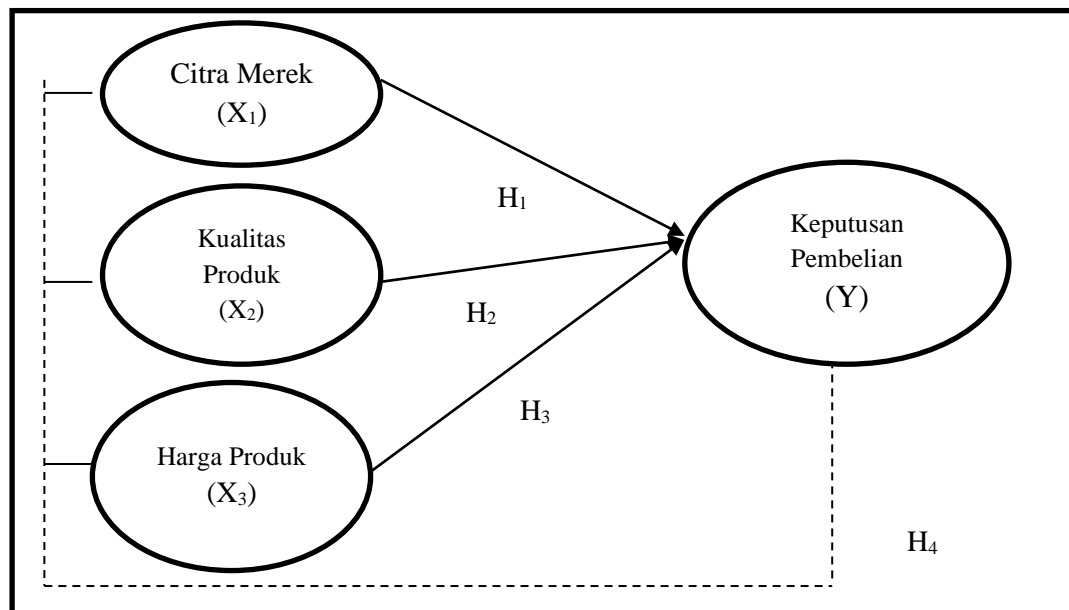 Citra Merek
(X₁)
H₁
Kualitas
Produk
(X₂)
H₂
Keputusan
Pembelian
(Y)
H₃
Harga Produk
(X₃)
H₄